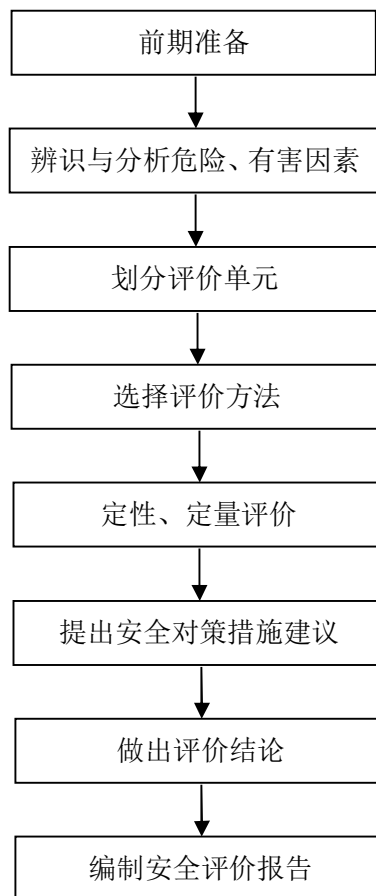 前期准备
辨识与分析危险、有害因素
划分评价单元
选择评价方法
定性、定量评价
提出安全对策措施建议
做出评价结论
编制安全评价报告